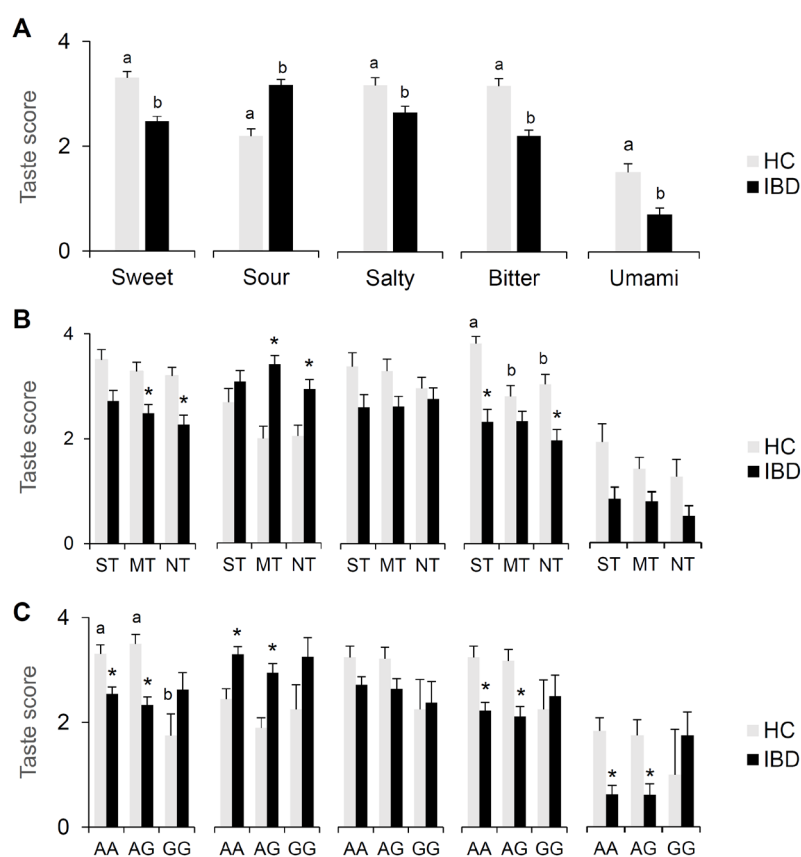 A
Taste score
4
2
0
a
b
a
b
a
b
a
b
a
b
Sweet
Sour
Salty
Bitter
Umami
HC
IBD
B
Taste score
4
2
0
*
*
*
*
a
*
b
b
*
ST MT NT
ST MT NT
ST MT NT
ST MT NT
ST MT NT
HC
IBD
C
Taste score
4
2
0
a
*
a
*
b
*
*
*
*
*
*
AA AG GG
AA AG GG
AA AG GG
AA AG GG
AA AG GG
HC
IBD